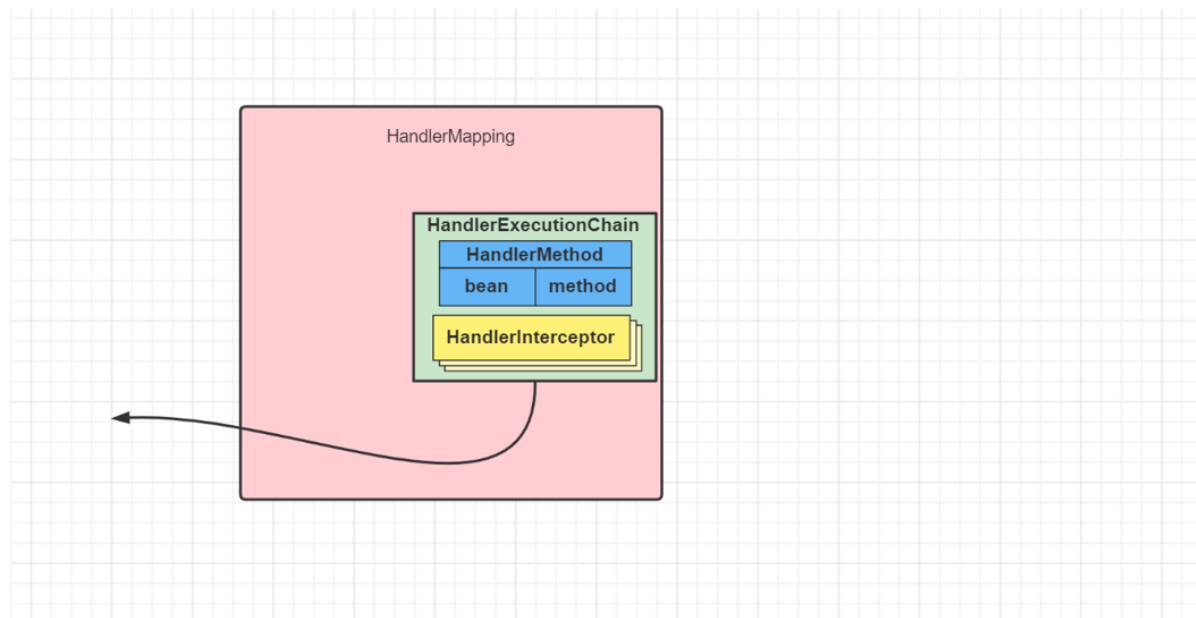 HandlerMapping
HandlerExecutionChain
HandlerMethod
bean method
HandlerInterceptor